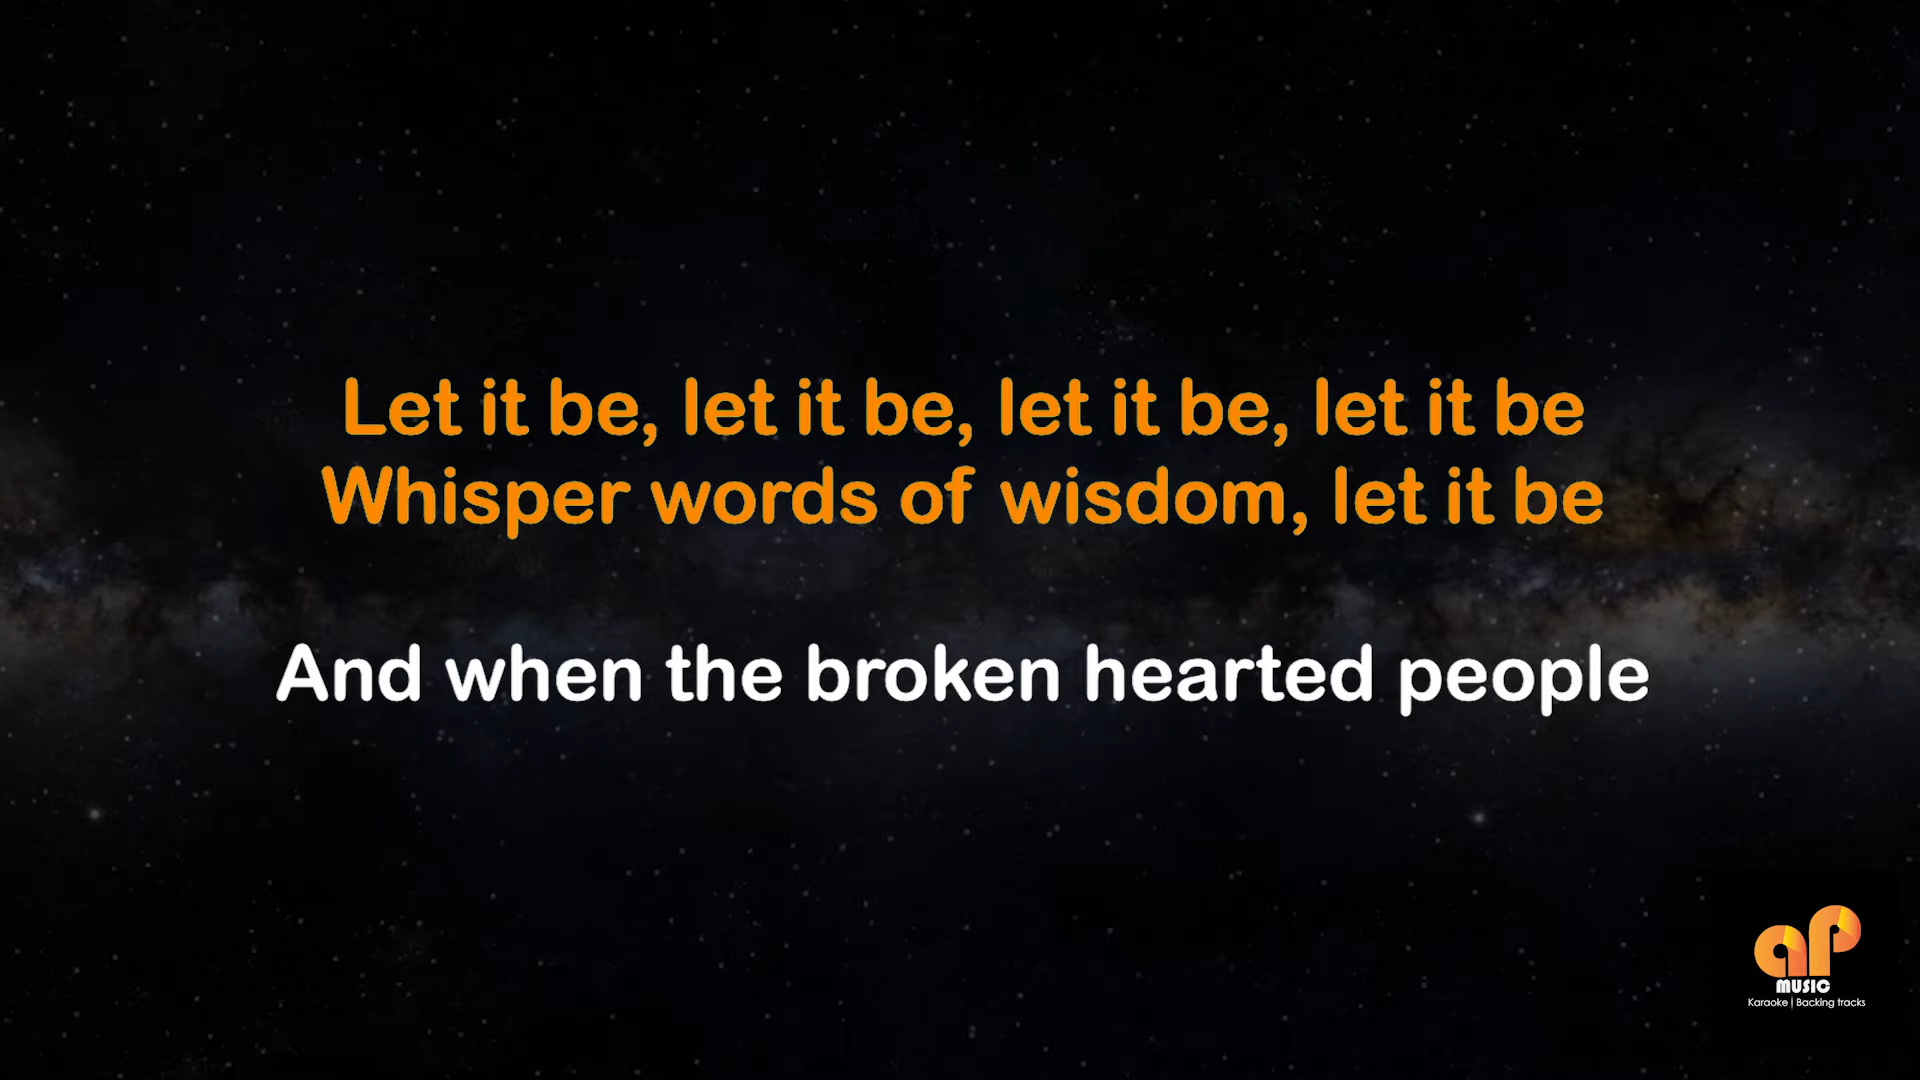 Let it be, let it be, let it be, let it be
Whisper words of wisdom, let it be
And when the broken hearted people
aP
MUSIC
Karaoke | Backing tracks